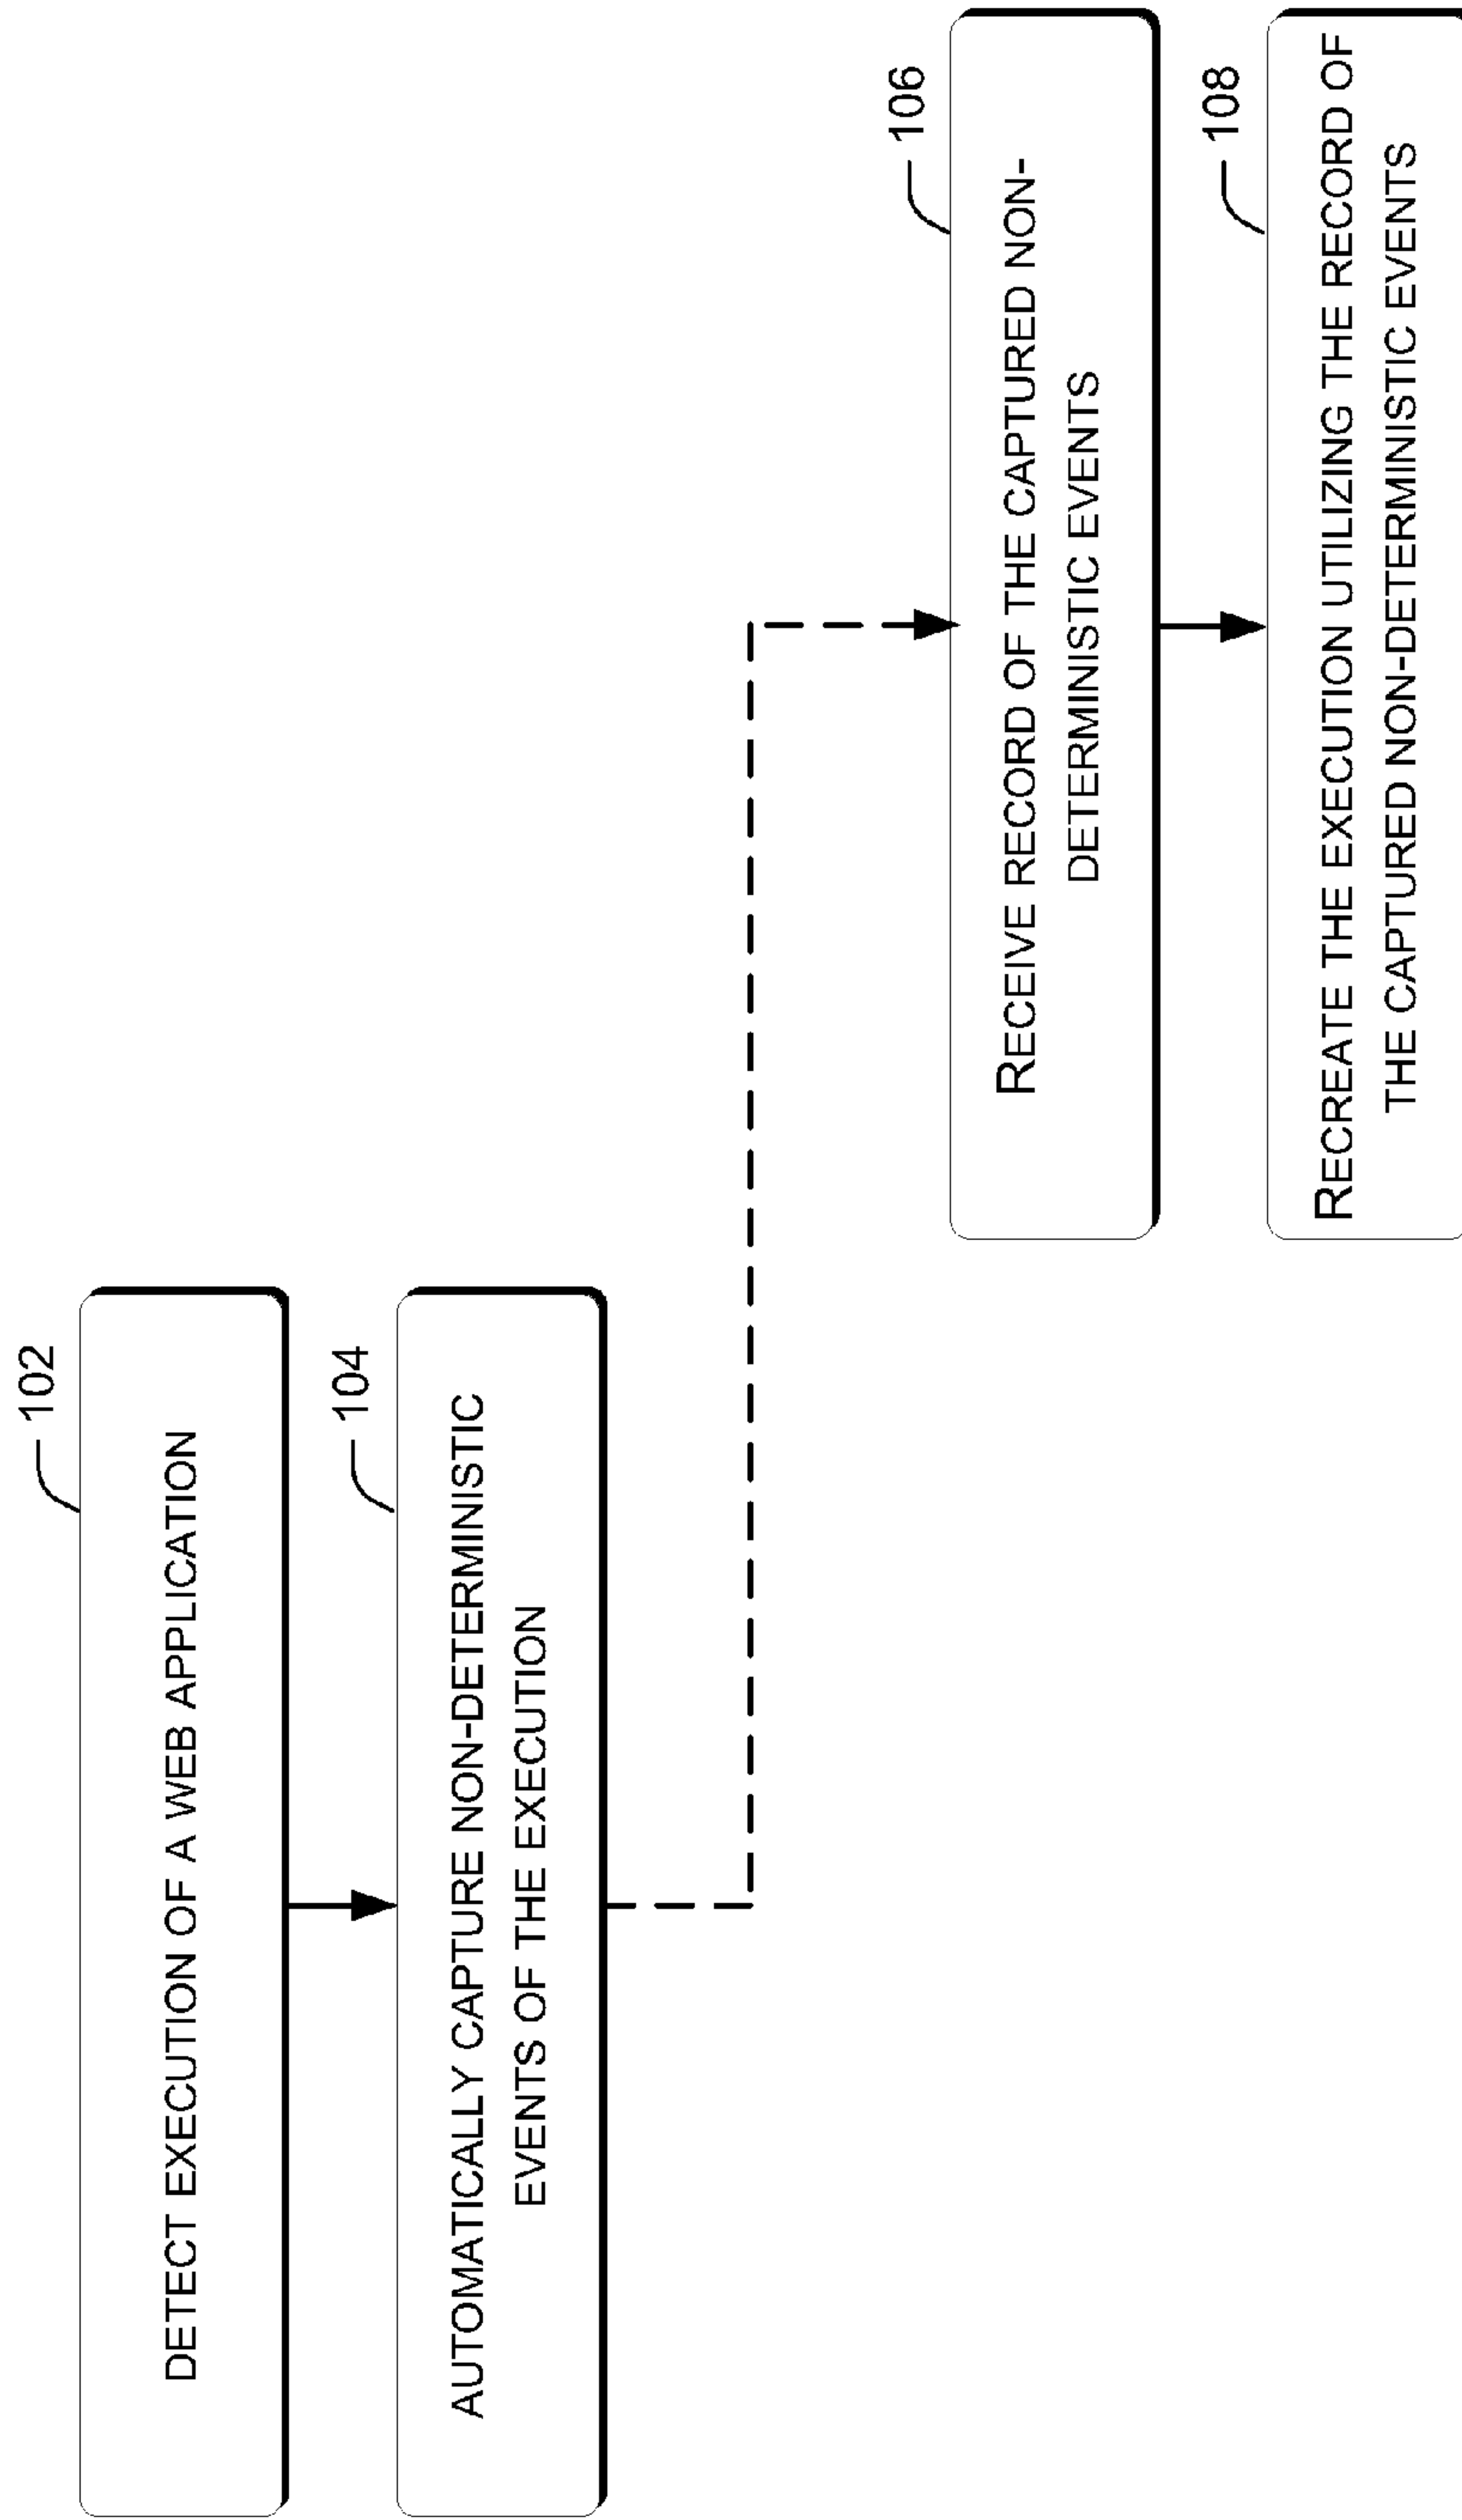 102
DETECT EXECUTION OF A WEB APPLICATION
104
AUTOMATICALLY CAPTURE NON-DETERMINISTIC
EVENTS OF THE EXECUTION
106
RECEIVE RECORD OF THE CAPTURED NON-
DETERMINISTIC EVENTS
108
RECREATE THE EXECUTION UTILIZING THE RECORD OF
THE CAPTURED NON-DETERMINISTIC EVENTS